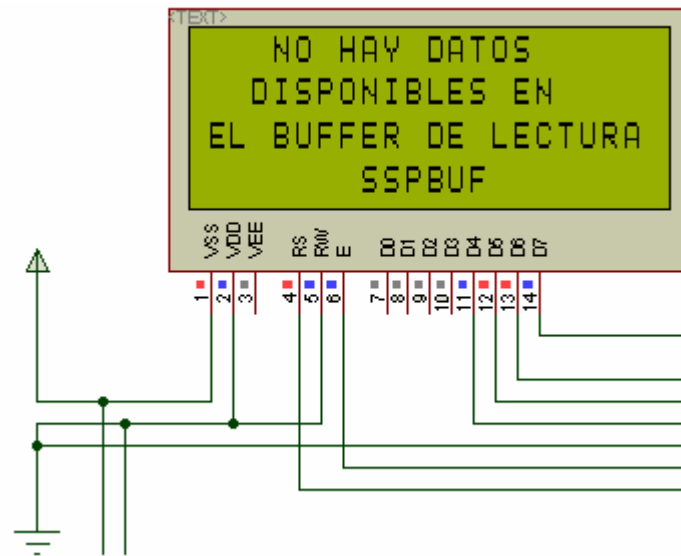 <TEXT>
NO HAY DATOS
DISPONIBLES EN
EL BUFFER DE LECTURA
SSPBUF
VSS VDD VEE RS RW E D0 D1 D2 D3 D4 D5 D6 D7
1 2 3 4 5 6 7 8 9 10 11 12 13 14